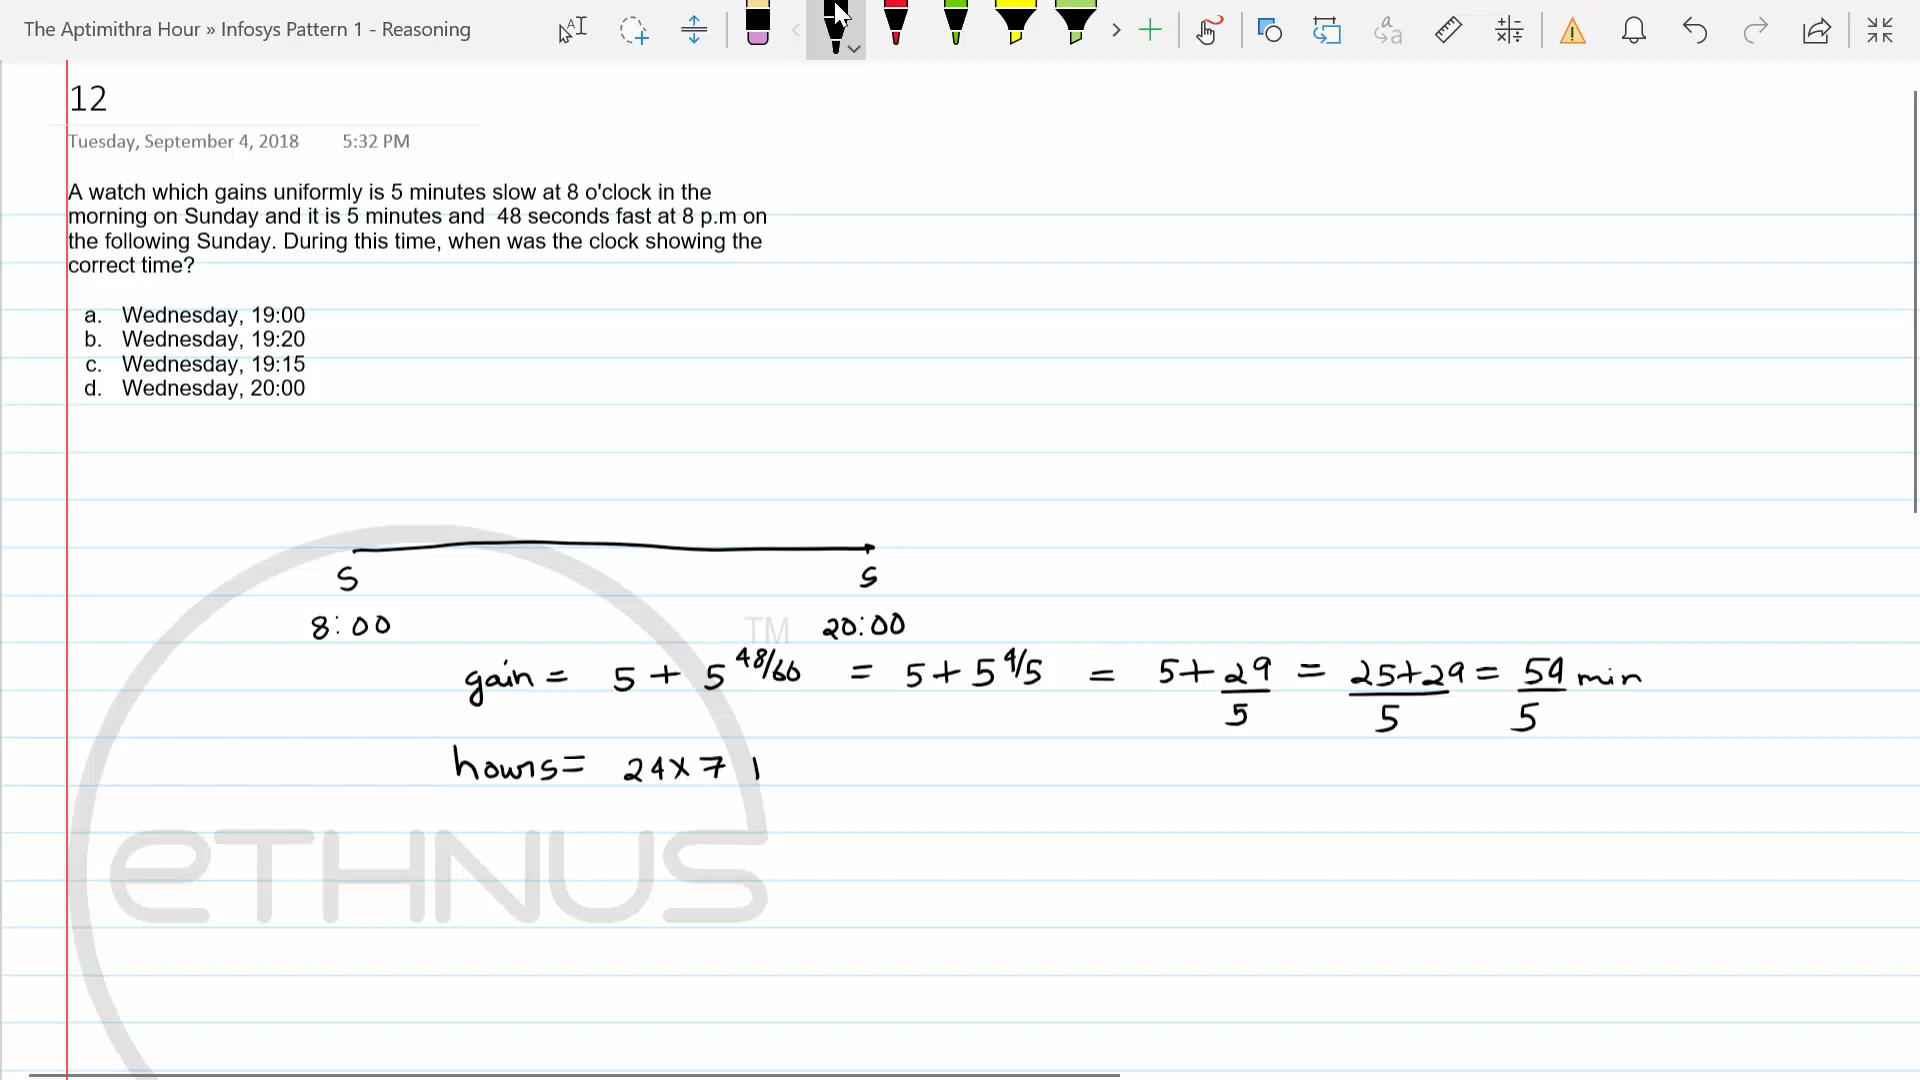 The Aptimithra Hour » Infosys Pattern 1 - Reasoning
12
Tuesday, September 4, 2018 5:32 PM
A watch which gains uniformly is 5 minutes slow at 8 o'clock in the
morning on Sunday and it is 5 minutes and 48 seconds fast at 8 p.m on
the following Sunday. During this time, when was the clock showing the
correct time?
a. Wednesday, 19:00
b. Wednesday, 19:20
c. Wednesday, 19:15
d. Wednesday, 20:00
S S
8:00 TM 20:00
gain = 5 + 5 48/60 = 5 + 5 4/5 = 5 + 29/5 = 25+29/5 = 54/5 min
hours = 24 x 7 1
eTHNUS